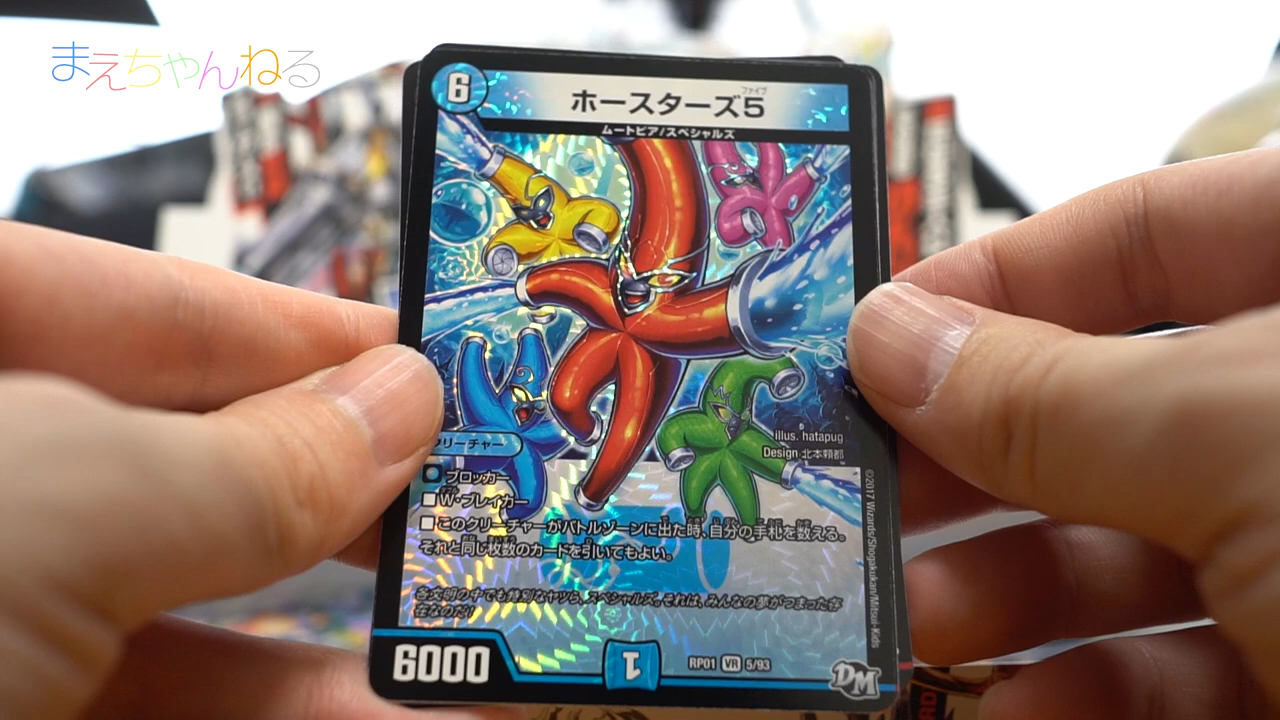 まえちゃんねる
6
ファイブ
ホースターズ5
ムートピア/スペシャルズ
illus. hatapug
Design 北本頼都
クリーチャー
ブロッカー
W・ブレイカー
このクリーチャーがバトルゾーンに出た時、自分の手札を数える。
それと同じ枚数のカードを引いてもよい。
各文明の中でも特別なヤツら、スペシャルズ。それは、みんなの夢がつまった存
在なのだ!
©2017 Wizards/Shogakukan/Mitsui-Kids
6000
1
RP01 VR 5/93
DM